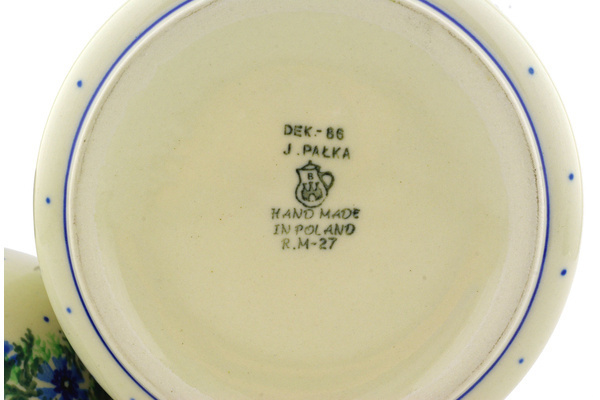 DEK.-86
J. PAŁKA
B
HAND MADE
IN POLAND
R.M-27